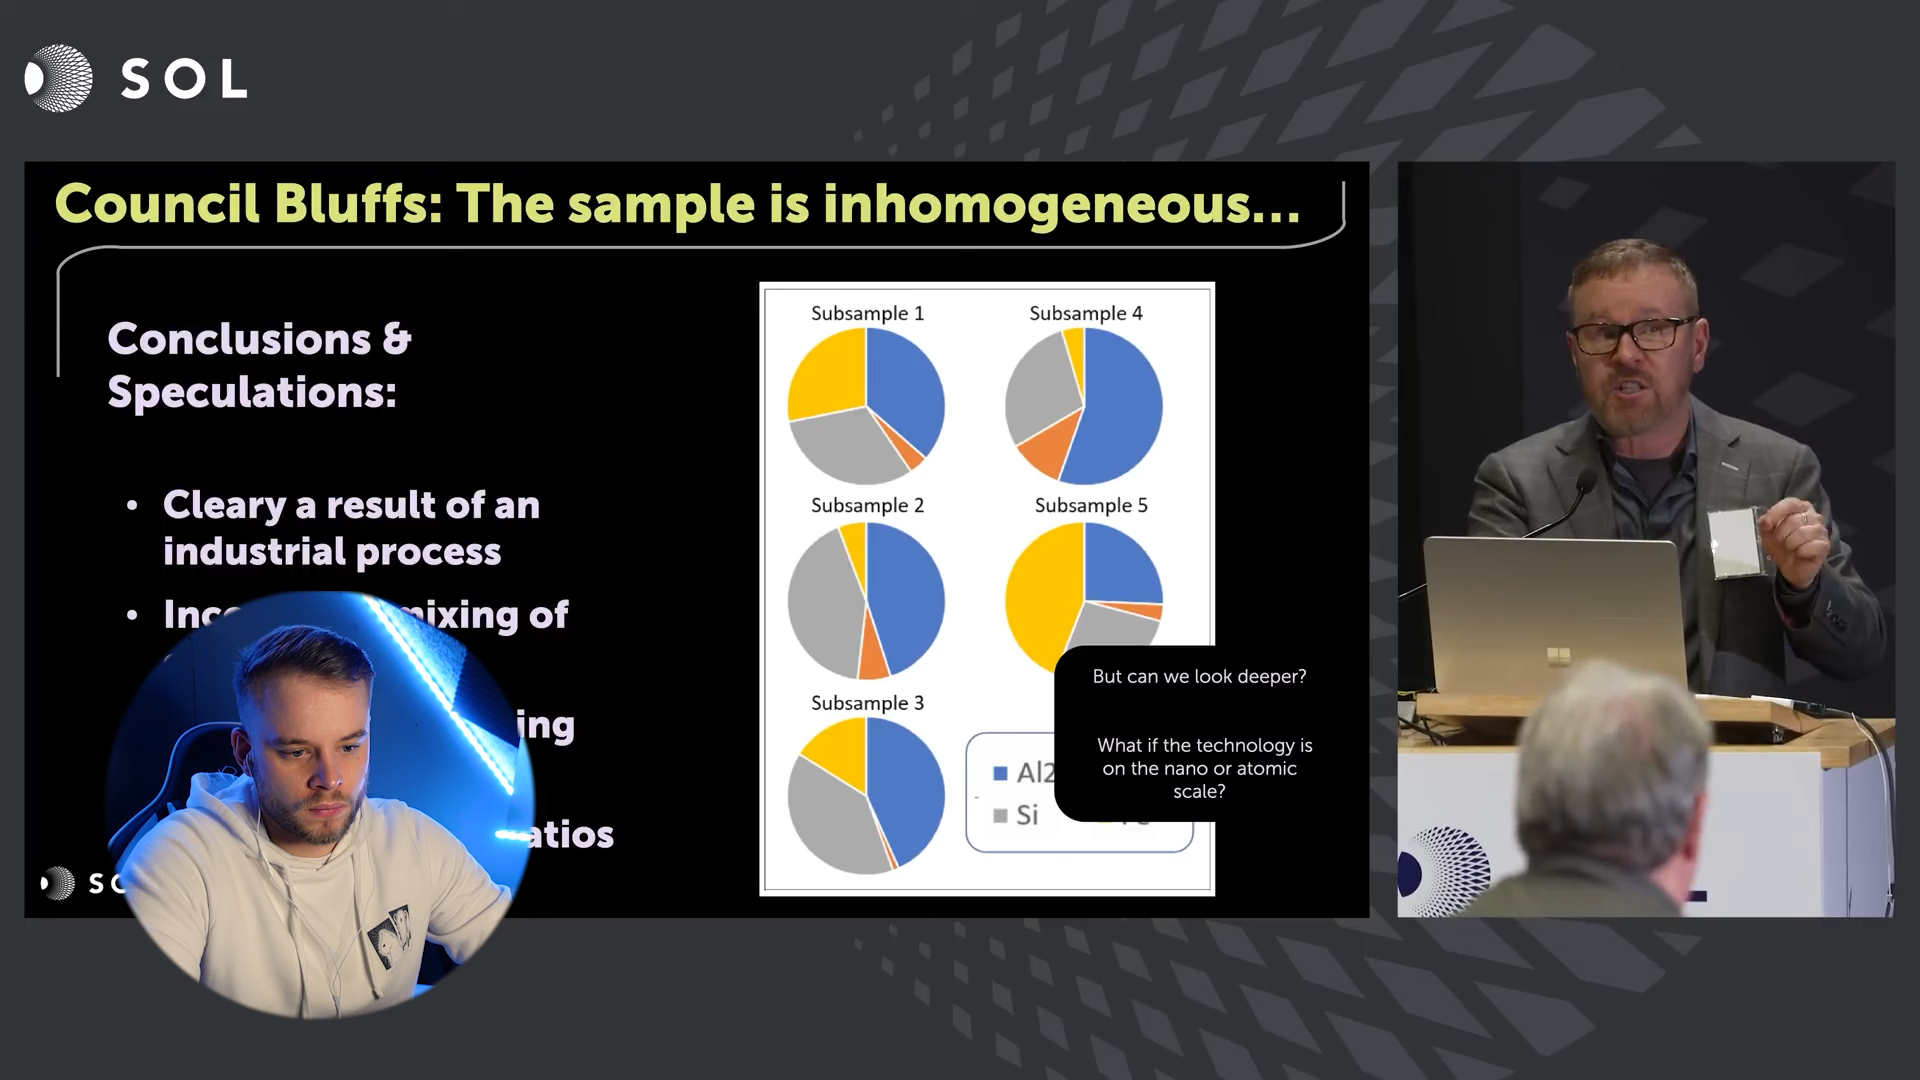 SOL
Council Bluffs: The sample is inhomogeneous...
Conclusions &
Speculations:
• Cleary a result of an
industrial process
• mixing of
ing
atios
Subsample 1
Subsample 4
Subsample 2
Subsample 5
Subsample 3
Al2
Si
But can we look deeper?
What if the technology is
on the nano or atomic
scale?